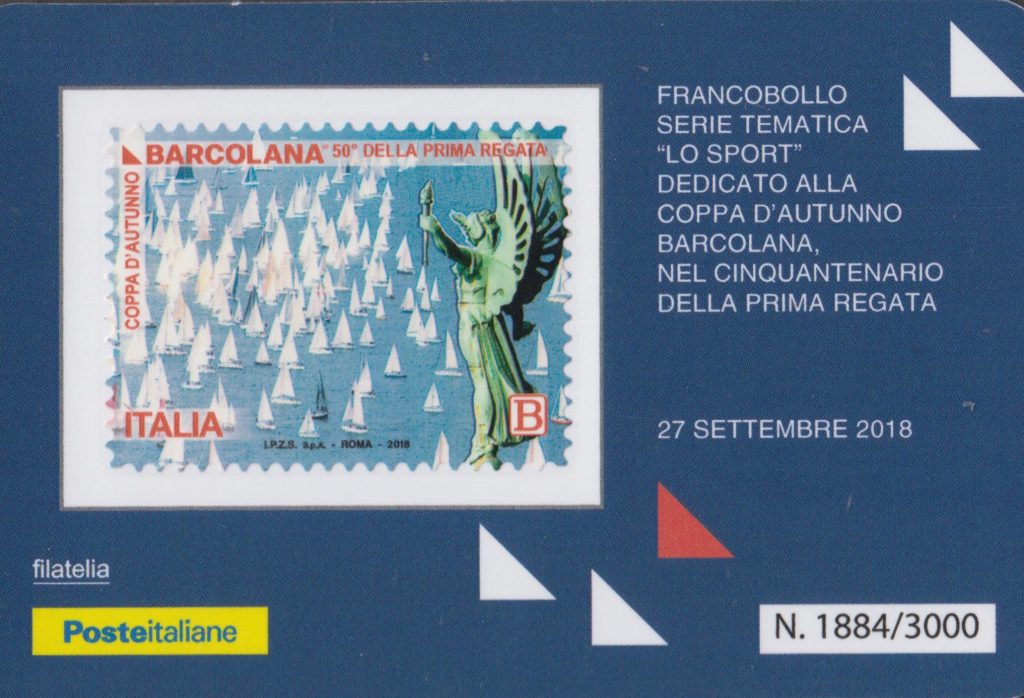 BARCOLANA® 50° DELLA PRIMA REGATA
COPPA D'AUTUNNO
ITALIA
I.P.Z.S. S.p.A. - ROMA - 2018
B
FRANCOBOLLO
SERIE TEMATICA
“LO SPORT”
DEDICATO ALLA
COPPA D'AUTUNNO
BARCOLANA,
NEL CINQUANTENARIO
DELLA PRIMA REGATA
27 SETTEMBRE 2018
filatelia
Posteitaliane
N. 1884/3000